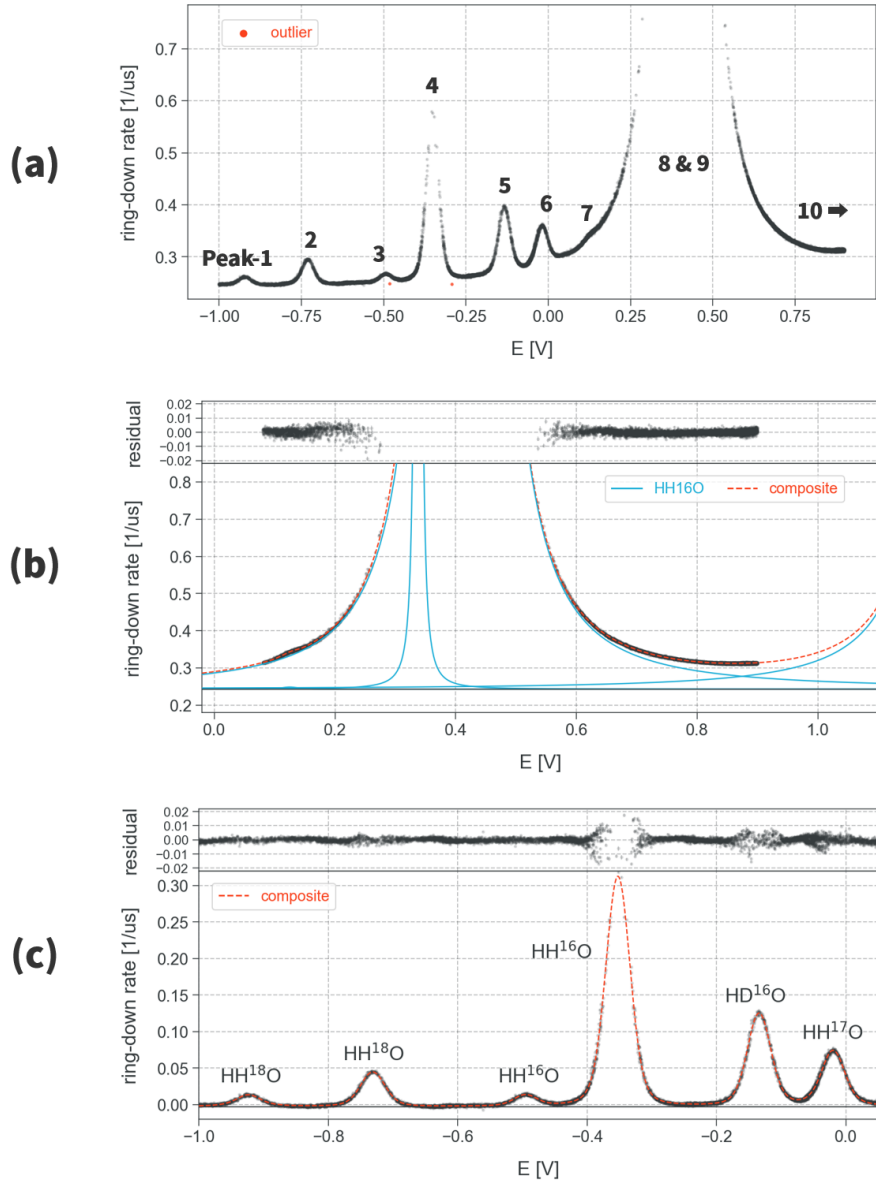 (a)
ring-down rate [1/us]
0.7
0.6
0.5
0.4
0.3
outlier
Peak-1
2
3
4
5
6
7
8 & 9
10 ➡
−1.00 −0.75 −0.50 −0.25 0.00 0.25 0.50 0.75
E [V]
(b)
residual
0.02
0.01
0.00
−0.01
−0.02
ring-down rate [1/us]
0.8
0.7
0.6
0.5
0.4
0.3
0.2
HH16O composite
0.0 0.2 0.4 0.6 0.8 1.0
E [V]
(c)
residual
0.02
0.01
0.00
−0.01
−0.02
ring-down rate [1/us]
0.30
0.25
0.20
0.15
0.10
0.05
0.00
composite
HH¹⁸O
HH¹⁸O
HH¹⁶O
HH¹⁶O
HD¹⁶O
HH¹⁷O
−1.0 −0.8 −0.6 −0.4 −0.2 0.0
E [V]